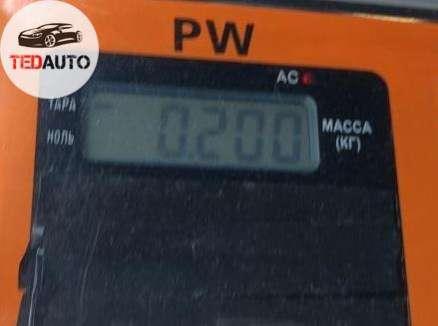 TEDAUTO
PW
AC
ТАРА
НОЛЬ
0.200
МАССА
(КГ)